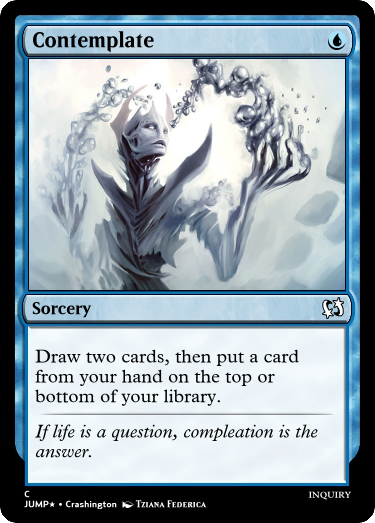 Contemplate
Sorcery
Draw two cards, then put a card
from your hand on the top or
bottom of your library.
If life is a question, compleation is the
answer.
C
INQUIRY
JUMP★ • Crashington Tziana Federica